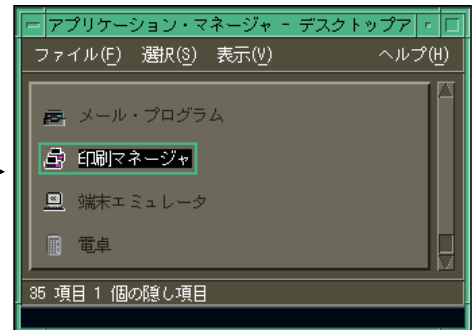 アプリケーション・マネージャ - デスクトップア
ファイル(F) 選択(S) 表示(V) ヘルプ(H)
メール・プログラム
印刷マネージャ
端末エミュレータ
電卓
35 項目 1 個の隠し項目